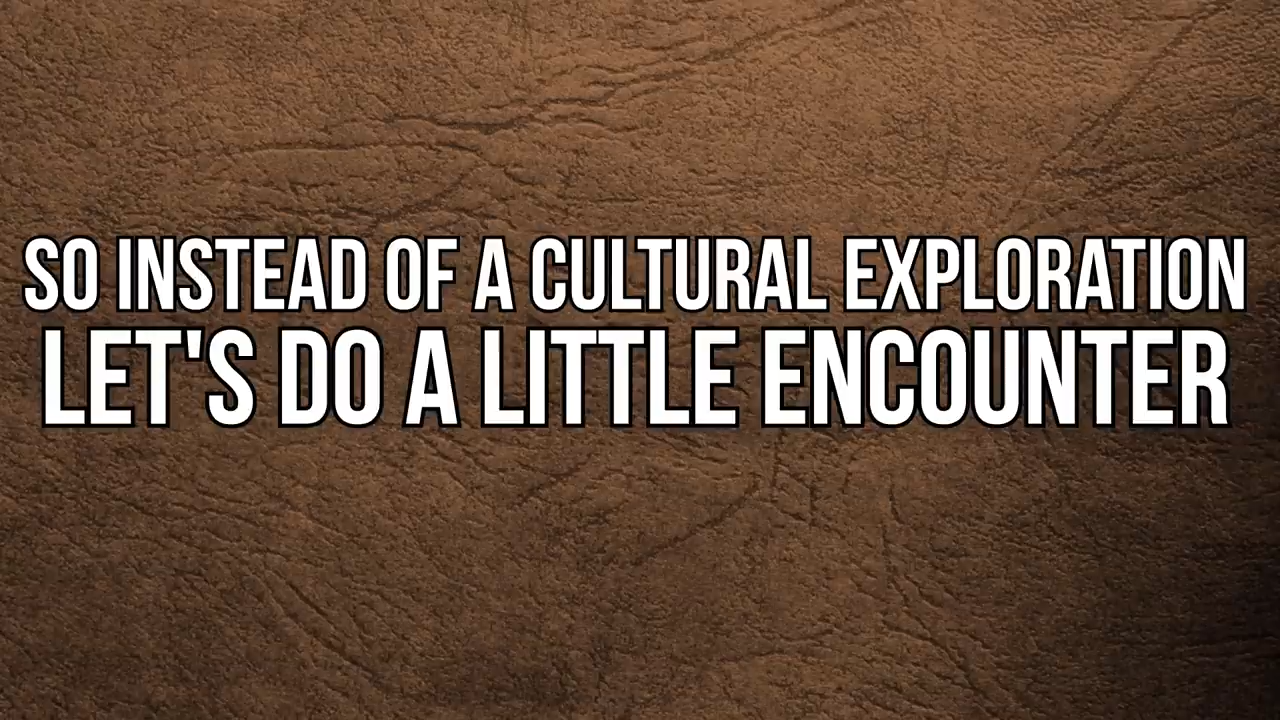 SO INSTEAD OF A CULTURAL EXPLORATION
LET'S DO A LITTLE ENCOUNTER